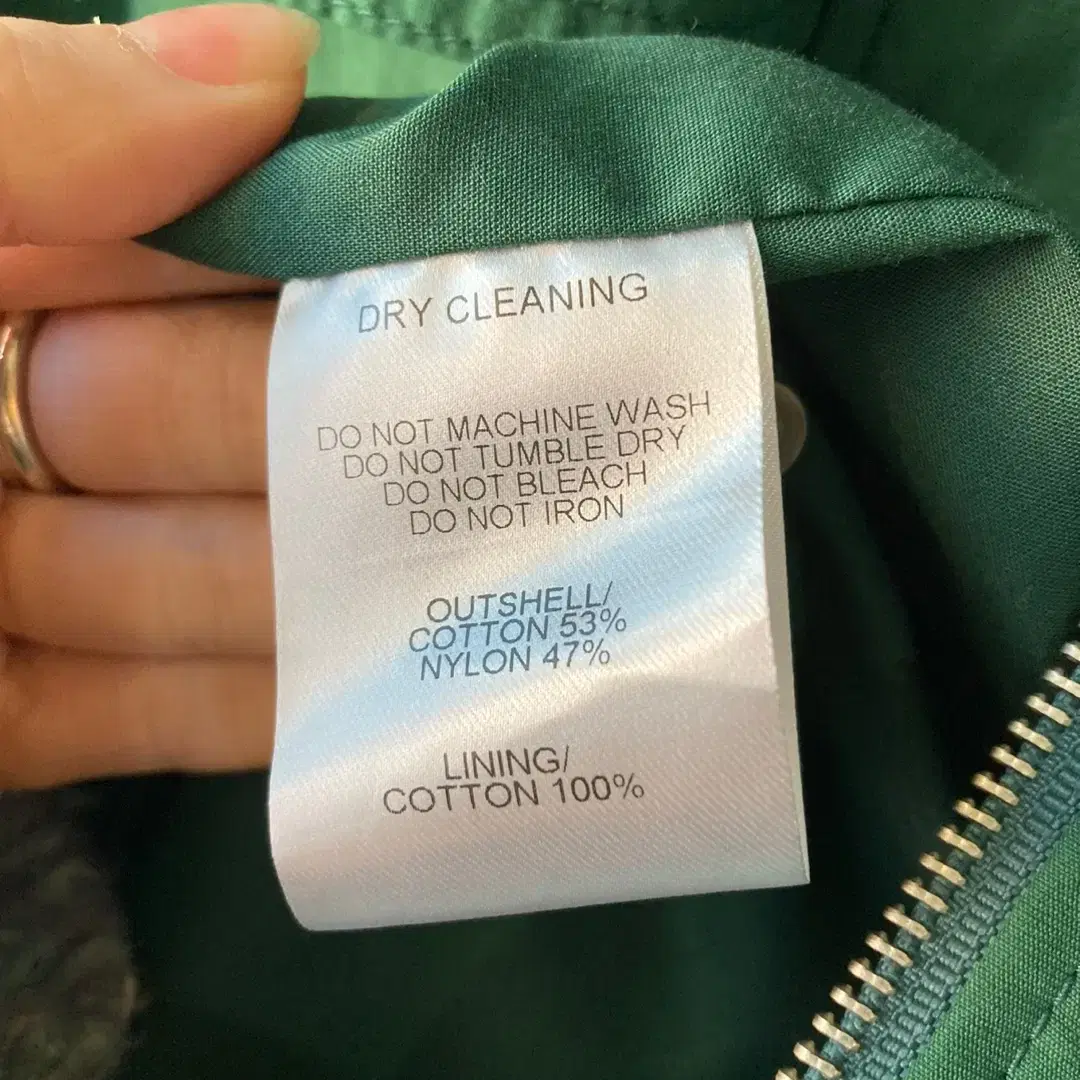 DRY CLEANING
DO NOT MACHINE WASH
DO NOT TUMBLE DRY
DO NOT BLEACH
DO NOT IRON
OUTSHELL/
COTTON 53%
NYLON 47%
LINING/
COTTON 100%